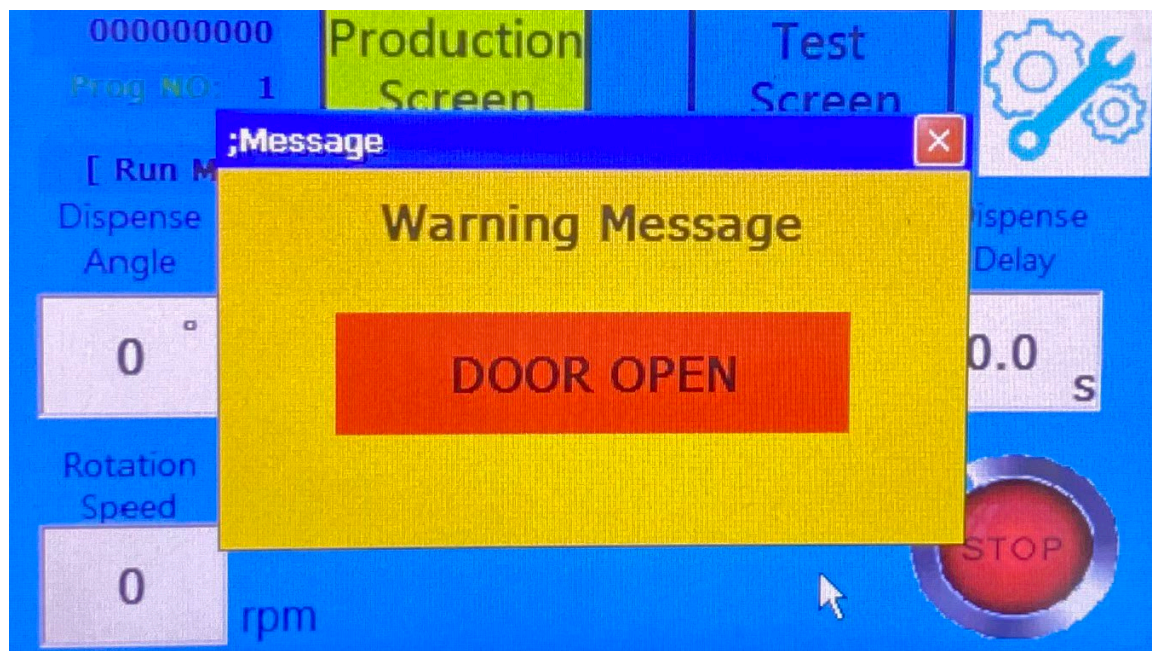 000000000
Production
Screen
Test
Screen
Prog NO: 1
;Message
[ Run M
Warning Message
Dispense
Angle
ispense
Delay
0 °
DOOR OPEN
0.0
s
Rotation
Speed
STOP
0
rpm